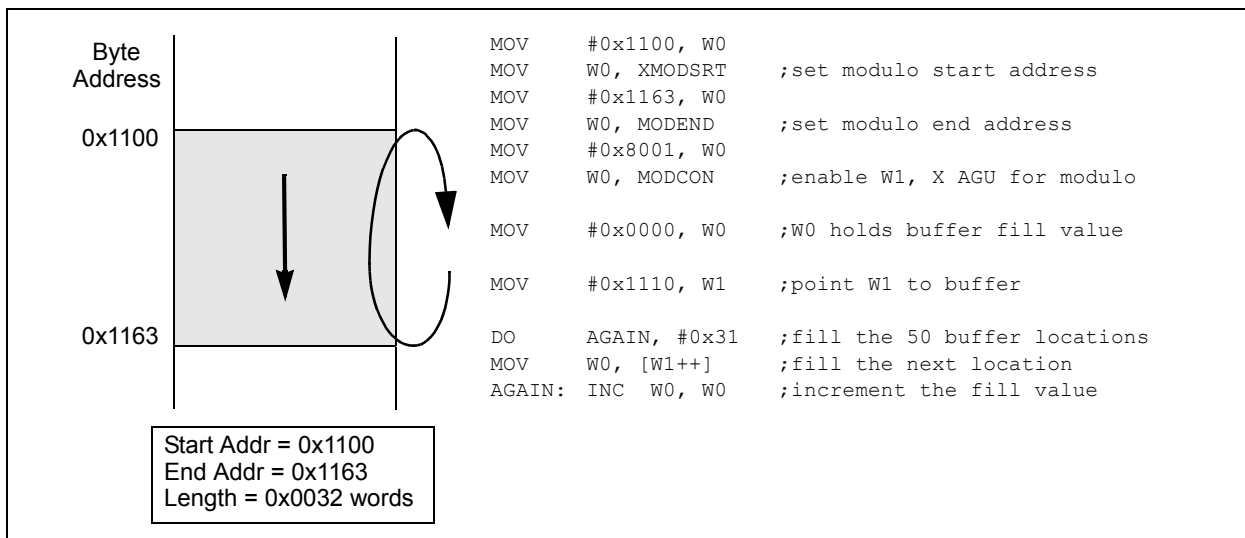 Byte
Address
0x1100
0x1163
Start Addr = 0x1100
End Addr = 0x1163
Length = 0x0032 words
MOV #0x1100, W0
MOV W0, XMODSRT ;set modulo start address
MOV #0x1163, W0
MOV W0, MODEND ;set modulo end address
MOV #0x8001, W0
MOV W0, MODCON ;enable W1, X AGU for modulo
MOV #0x0000, W0 ;W0 holds buffer fill value
MOV #0x1110, W1 ;point W1 to buffer
DO AGAIN, #0x31 ;fill the 50 buffer locations
MOV W0, [W1++] ;fill the next location
AGAIN: INC W0, W0 ;increment the fill value